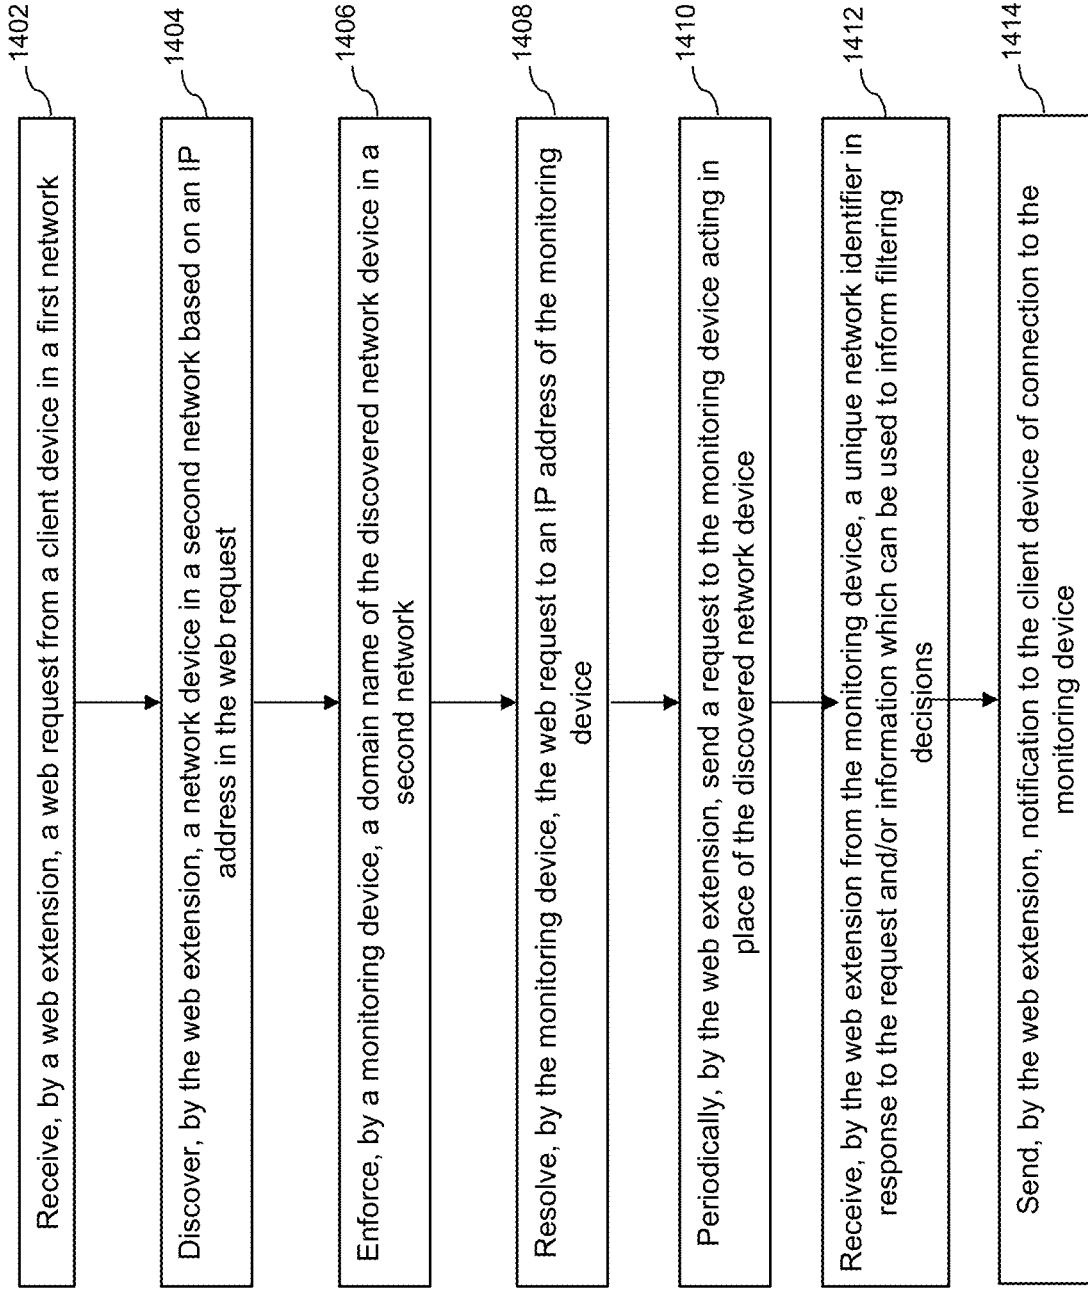 1402
Receive, by a web extension, a web request from a client device in a first network
1404
Discover, by the web extension, a network device in a second network based on an IP
address in the web request
1406
Enforce, by a monitoring device, a domain name of the discovered network device in a
second network
1408
Resolve, by the monitoring device, the web request to an IP address of the monitoring
device
1410
Periodically, by the web extension, send a request to the monitoring device acting in
place of the discovered network device
1412
Receive, by the web extension from the monitoring device, a unique network identifier in
response to the request and/or information which can be used to inform filtering
decisions
1414
Send, by the web extension, notification to the client device of connection to the
monitoring device